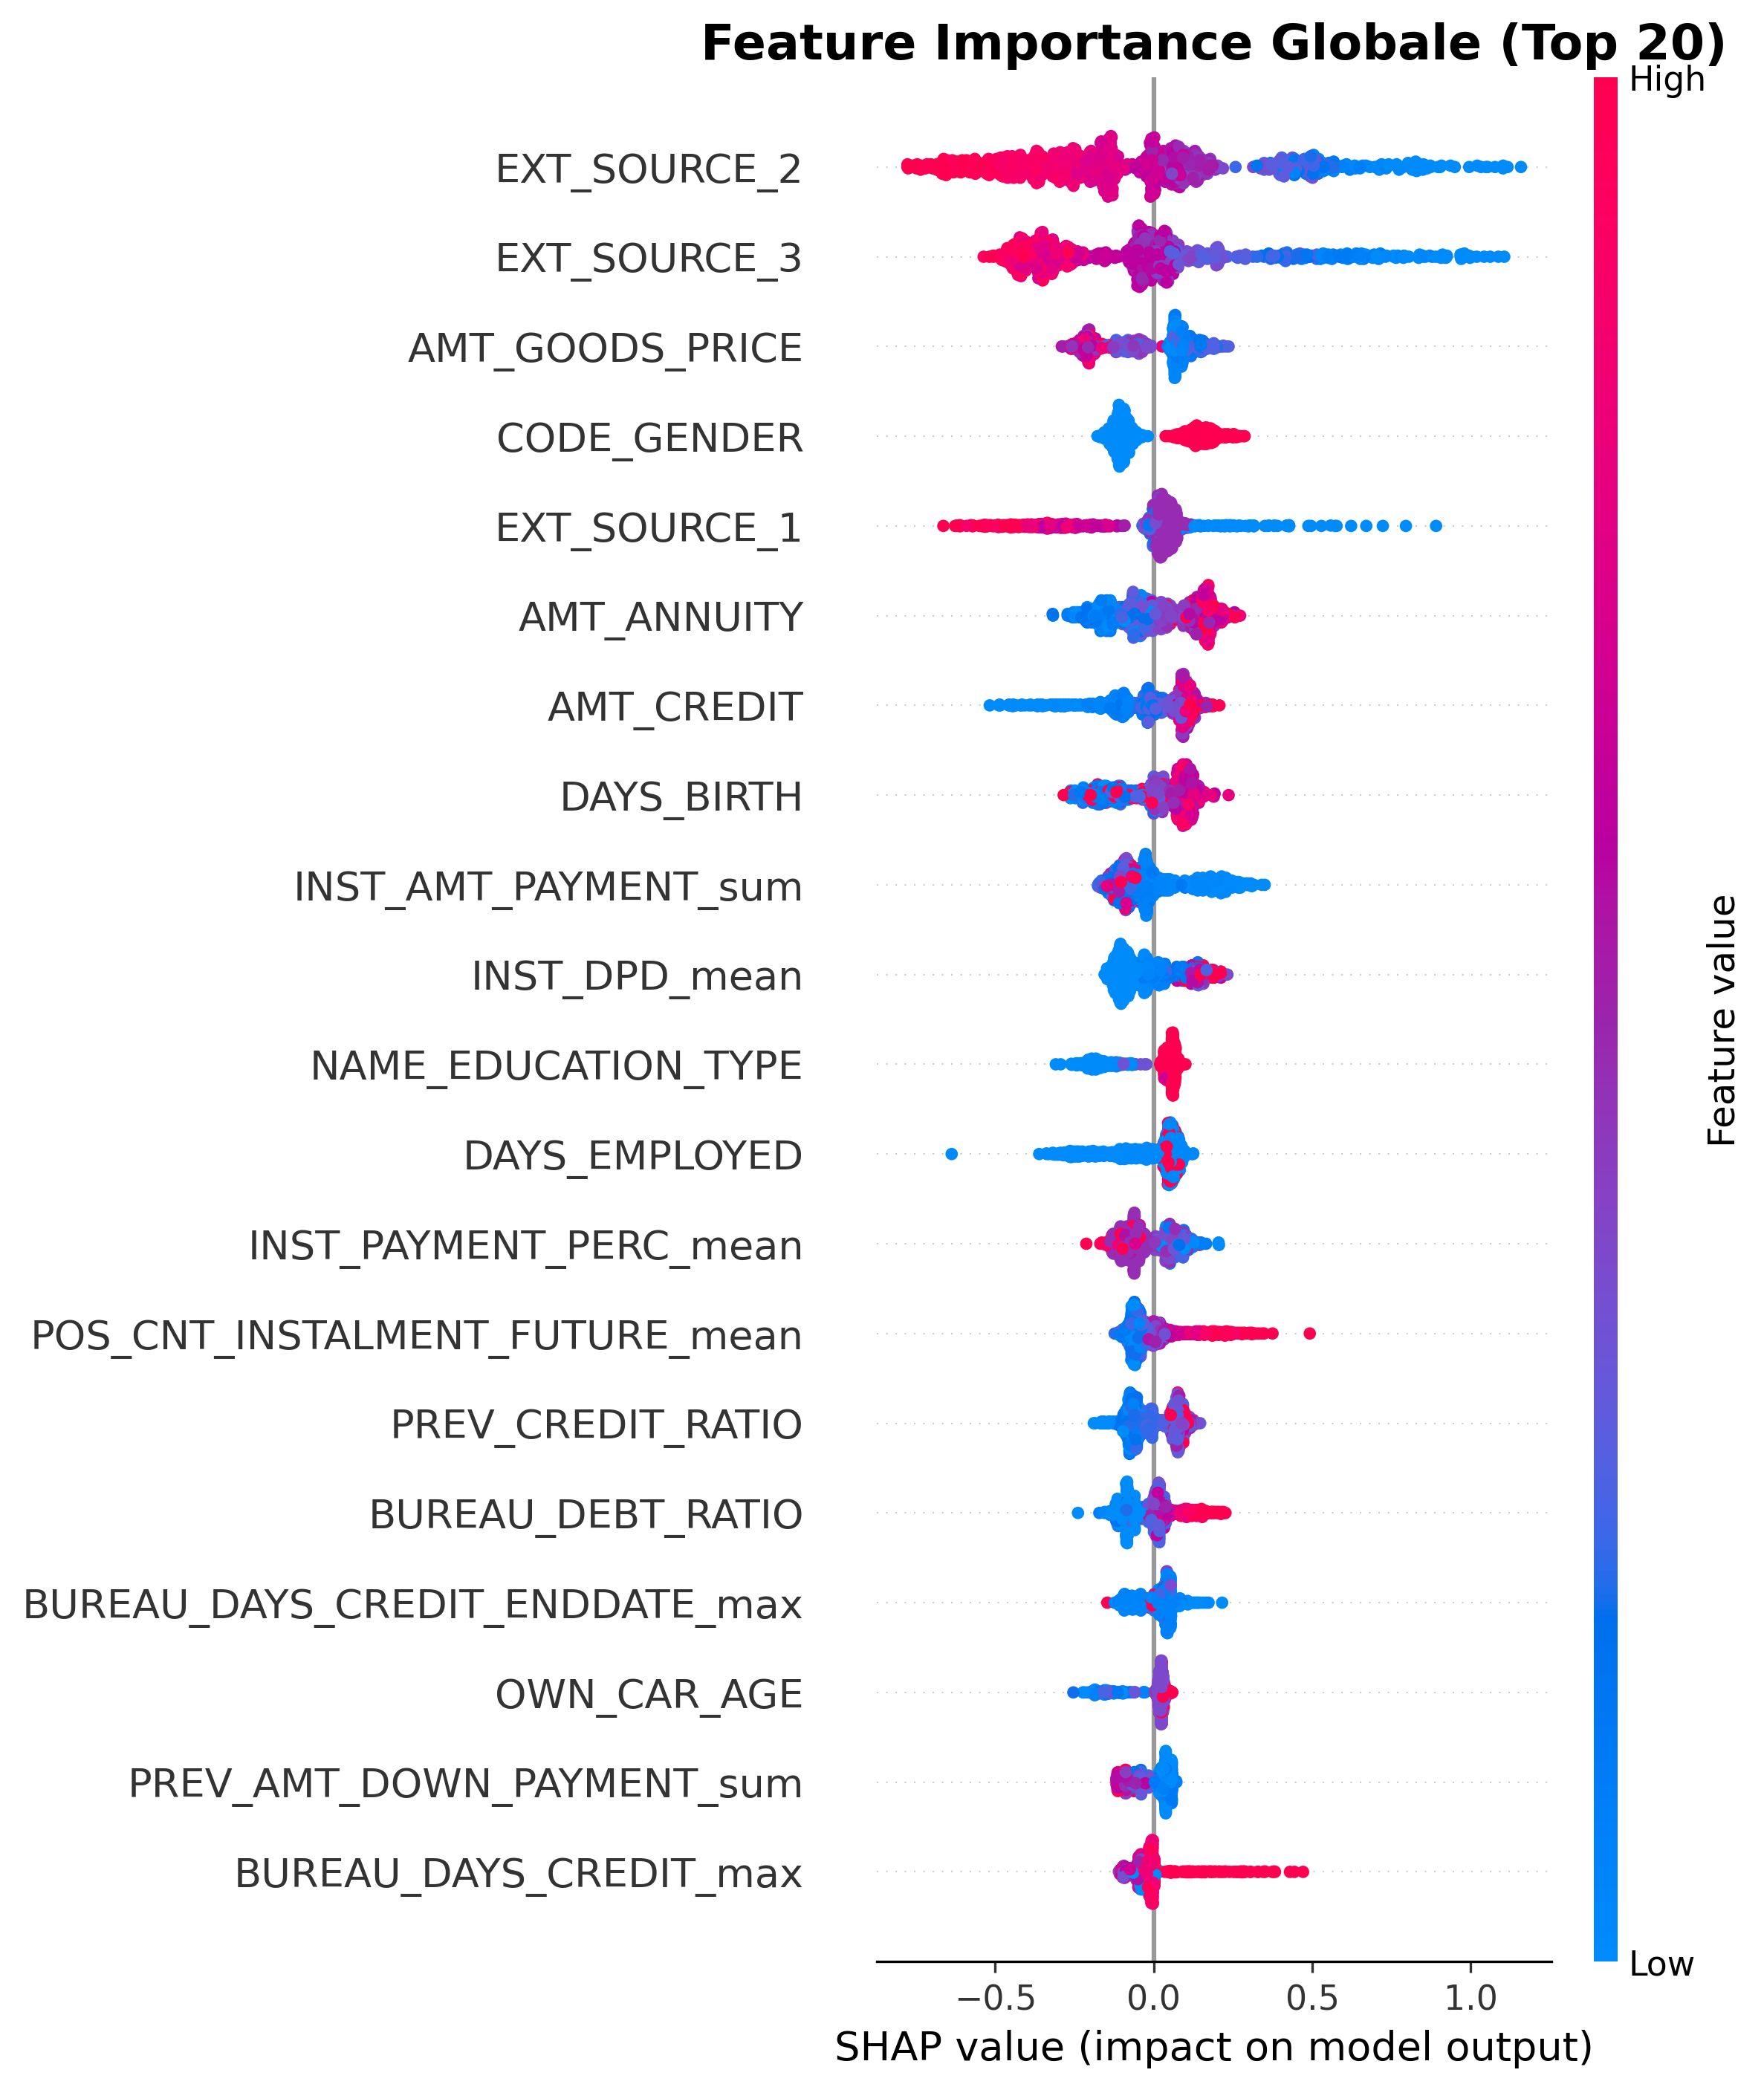 Feature Importance Globale (Top 20)
High
EXT_SOURCE_2
EXT_SOURCE_3
AMT_GOODS_PRICE
CODE_GENDER
EXT_SOURCE_1
AMT_ANNUITY
AMT_CREDIT
DAYS_BIRTH
INST_AMT_PAYMENT_sum
INST_DPD_mean
NAME_EDUCATION_TYPE
DAYS_EMPLOYED
INST_PAYMENT_PERC_mean
POS_CNT_INSTALMENT_FUTURE_mean
PREV_CREDIT_RATIO
BUREAU_DEBT_RATIO
BUREAU_DAYS_CREDIT_ENDDATE_max
OWN_CAR_AGE
PREV_AMT_DOWN_PAYMENT_sum
BUREAU_DAYS_CREDIT_max
Feature value
Low
−0.5 0.0 0.5 1.0
SHAP value (impact on model output)